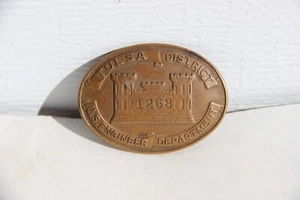 TULSA DISTRICT
1268
U.S. ENGINEER DEPARTMENT